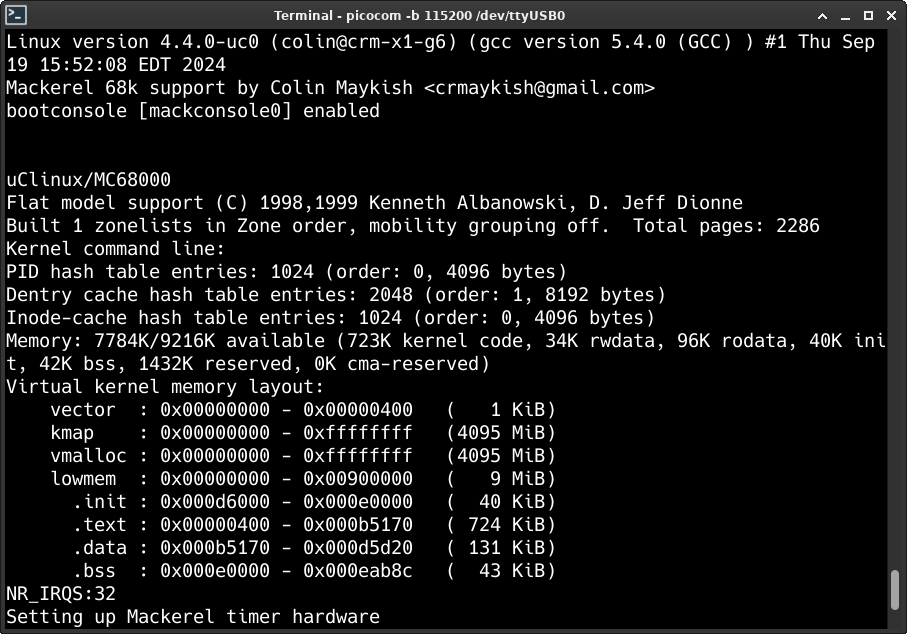 Terminal - picocom -b 115200 /dev/ttyUSB0
Linux version 4.4.0-uc0 (colin@crm-x1-g6) (gcc version 5.4.0 (GCC) ) #1 Thu Sep
19 15:52:08 EDT 2024
Mackerel 68k support by Colin Maykish <crmaykish@gmail.com>
bootconsole [mackconsole0] enabled
uClinux/MC68000
Flat model support (C) 1998,1999 Kenneth Albanowski, D. Jeff Dionne
Built 1 zonelists in Zone order, mobility grouping off.  Total pages: 2286
Kernel command line:
PID hash table entries: 1024 (order: 0, 4096 bytes)
Dentry cache hash table entries: 2048 (order: 1, 8192 bytes)
Inode-cache hash table entries: 1024 (order: 0, 4096 bytes)
Memory: 7784K/9216K available (723K kernel code, 34K rwdata, 96K rodata, 40K ini
t, 42K bss, 1432K reserved, 0K cma-reserved)
Virtual kernel memory layout:
    vector  : 0x00000000 - 0x00000400   (   1 KiB)
    kmap    : 0x00000000 - 0xffffffff   (4095 MiB)
    vmalloc : 0x00000000 - 0xffffffff   (4095 MiB)
    lowmem  : 0x00000000 - 0x00900000   (   9 MiB)
      .init : 0x000d6000 - 0x000e0000   (  40 KiB)
      .text : 0x00000400 - 0x000b5170   ( 724 KiB)
      .data : 0x000b5170 - 0x000d5d20   ( 131 KiB)
      .bss  : 0x000e0000 - 0x000eab8c   (  43 KiB)
NR_IRQS:32
Setting up Mackerel timer hardware